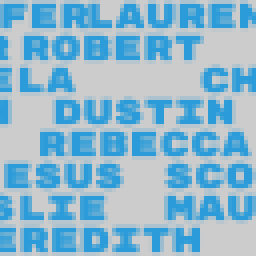 FERLAUREN
R ROBERT
ELA CH
DUSTIN
REBECCA
ESUS SCO
SLIE MAU
EREDITH